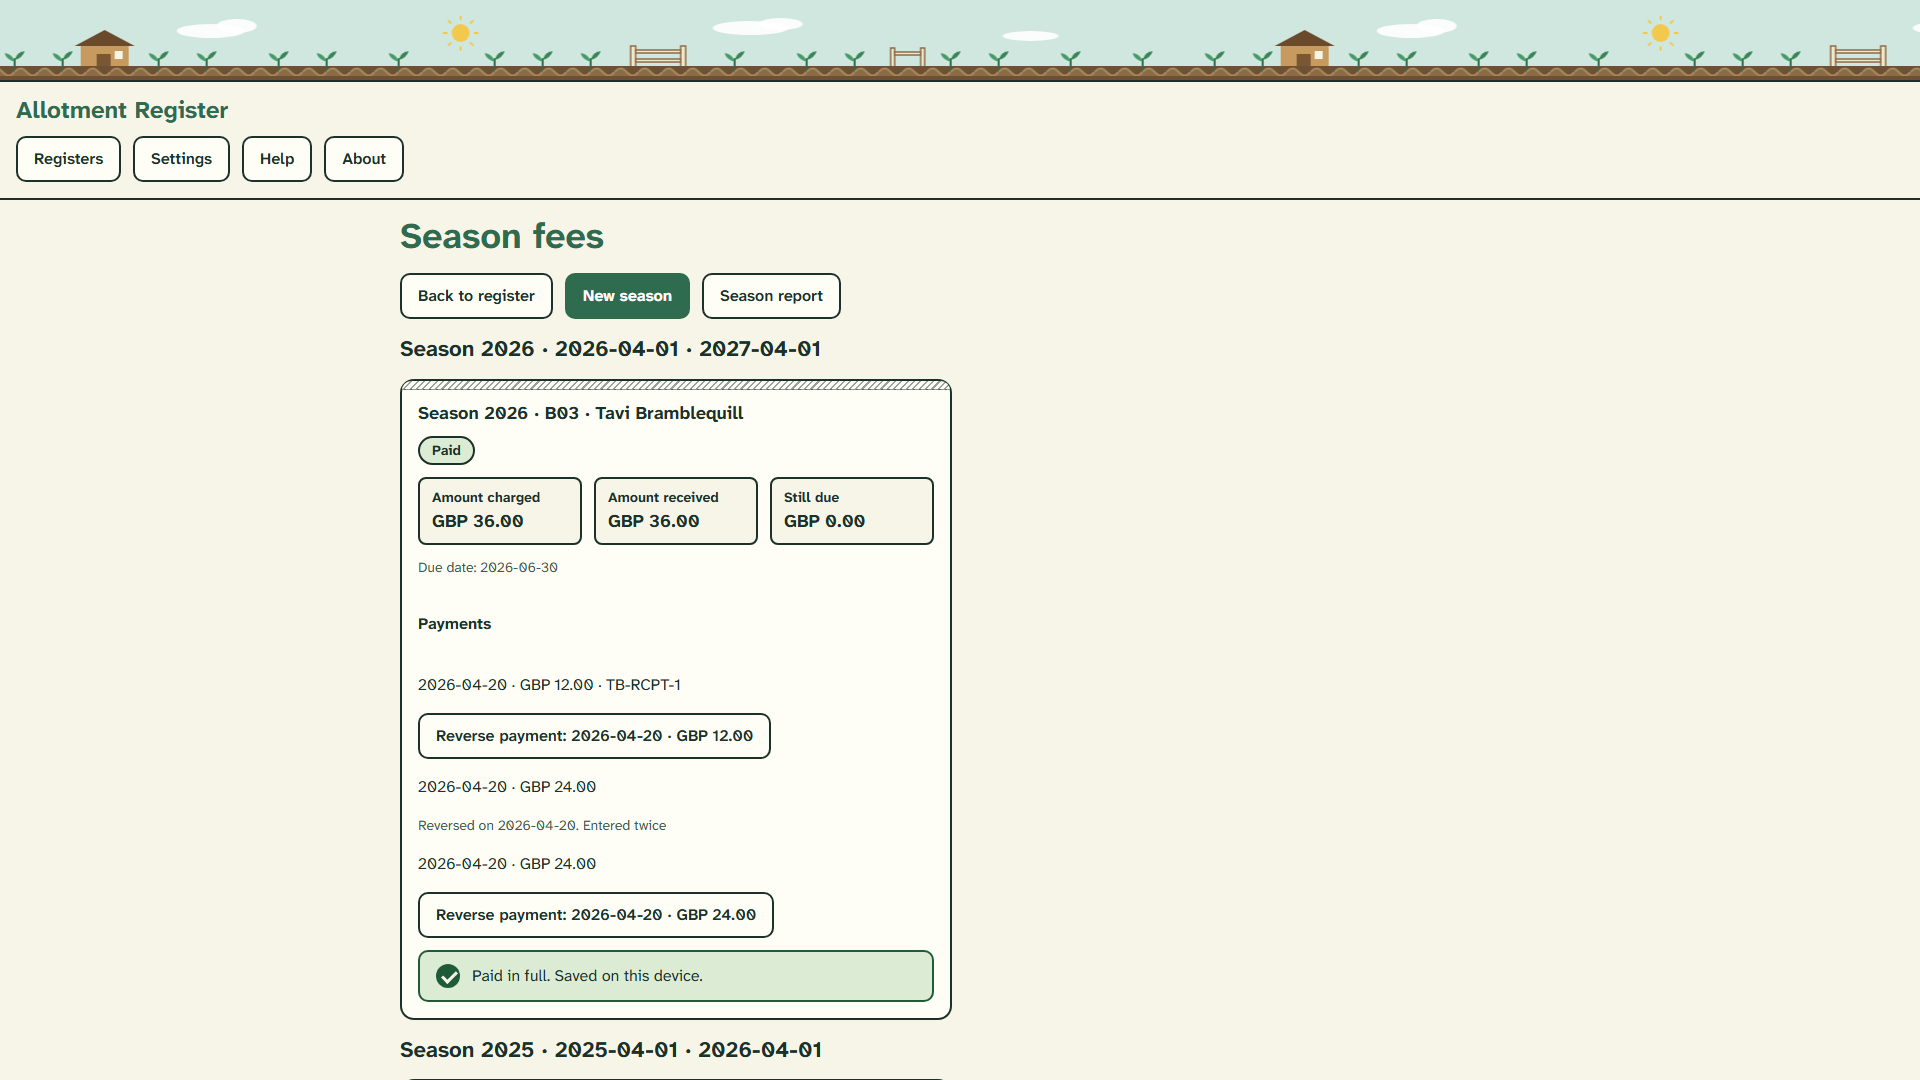 Allotment Register
Registers
Settings
Help
About
Season fees
Back to register
New season
Season report
Season 2026 · 2026-04-01 · 2027-04-01
Season 2026 · B03 · Tavi Bramblequill
Paid
Amount charged
GBP 36.00
Amount received
GBP 36.00
Still due
GBP 0.00
Due date: 2026-06-30
Payments
2026-04-20 · GBP 12.00 · TB-RCPT-1
Reverse payment: 2026-04-20 · GBP 12.00
2026-04-20 · GBP 24.00
Reversed on 2026-04-20. Entered twice
2026-04-20 · GBP 24.00
Reverse payment: 2026-04-20 · GBP 24.00
Paid in full. Saved on this device.
Season 2025 · 2025-04-01 · 2026-04-01